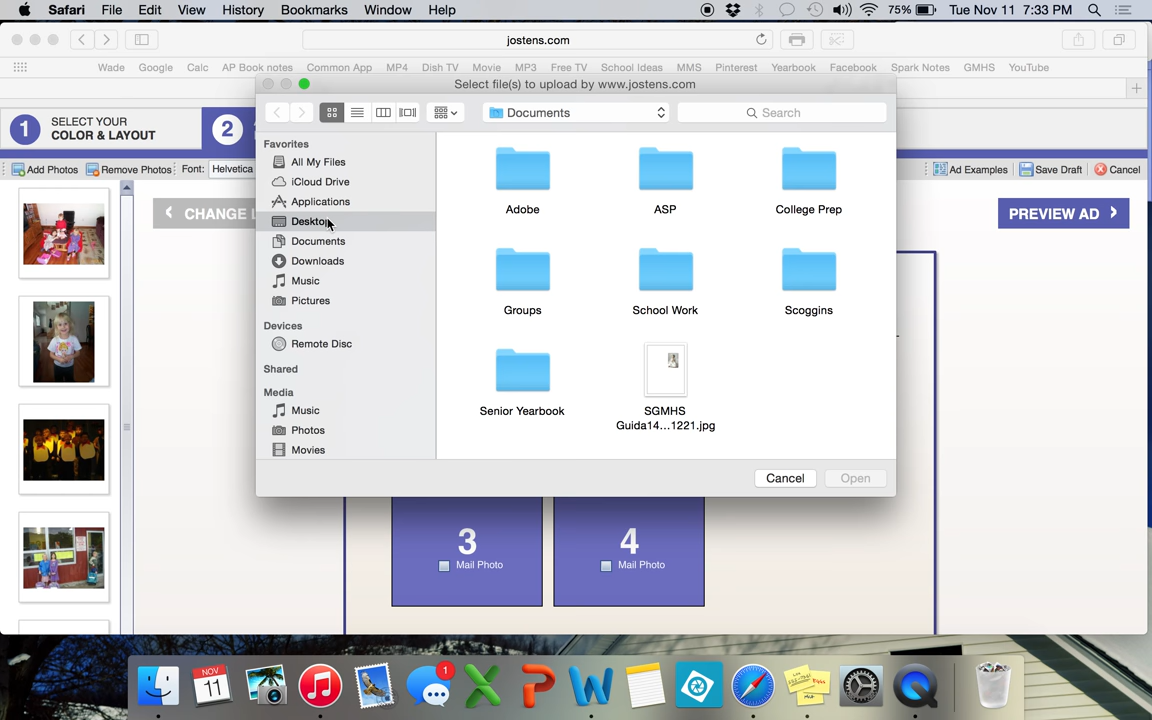 Safari File Edit View History Bookmarks Window Help 75% Tue Nov 11 7:33 PM
jostens.com
Wade Google Calc AP Book notes Common App MP4 Dish TV Movie MP3 Free TV School Ideas MMS Pinterest Yearbook Facebook Spark Notes GMHS YouTube
Select file(s) to upload by www.jostens.com
1 SELECT YOUR
COLOR & LAYOUT
2
Documents
Search
Add Photos Remove Photos Font: Helvetica
Ad Examples Save Draft Cancel
CHANGE L
PREVIEW AD
Favorites
All My Files
iCloud Drive
Applications
Desktop
Documents
Downloads
Music
Pictures
Devices
Remote Disc
Shared
Media
Music
Photos
Movies
Adobe ASP College Prep
Groups School Work Scoggins
Senior Yearbook SGMHS
Guida14...1221.jpg
Cancel Open
3
Mail Photo
4
Mail Photo
NOV
11
1